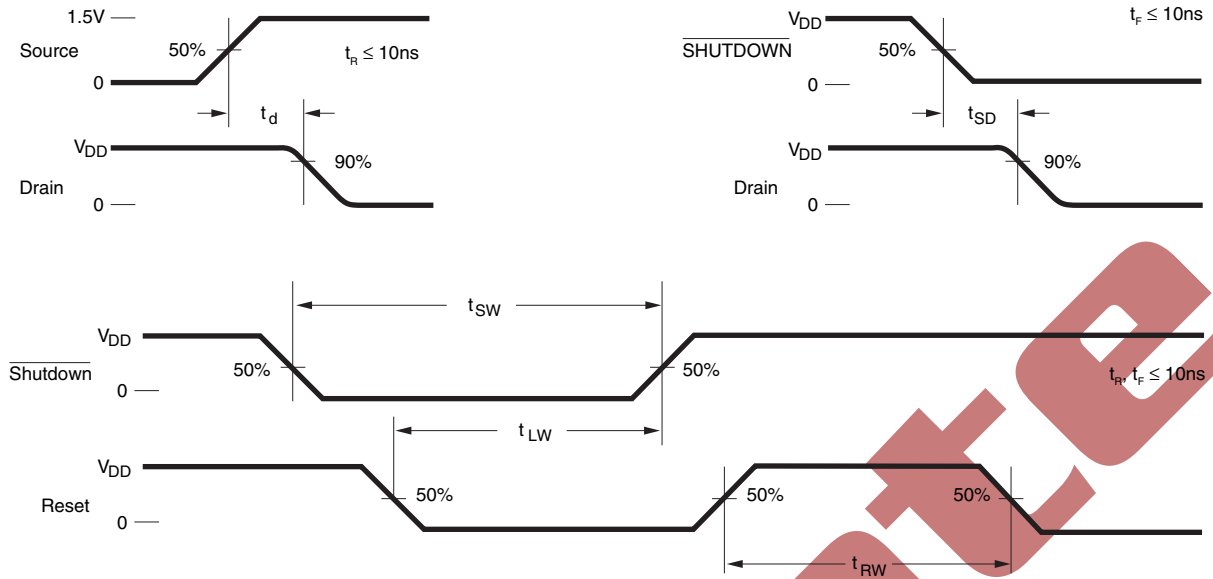 1.5V
Source
50%
tR ≤ 10ns
0
td
VDD
90%
Drain
0
VDD
tF ≤ 10ns
SHUTDOWN
50%
0
tSD
VDD
90%
Drain
0
tSW
VDD
50%
50%
Shutdown
tR, tF ≤ 10ns
0
tLW
VDD
50%
50%
50%
Reset
0
tRW